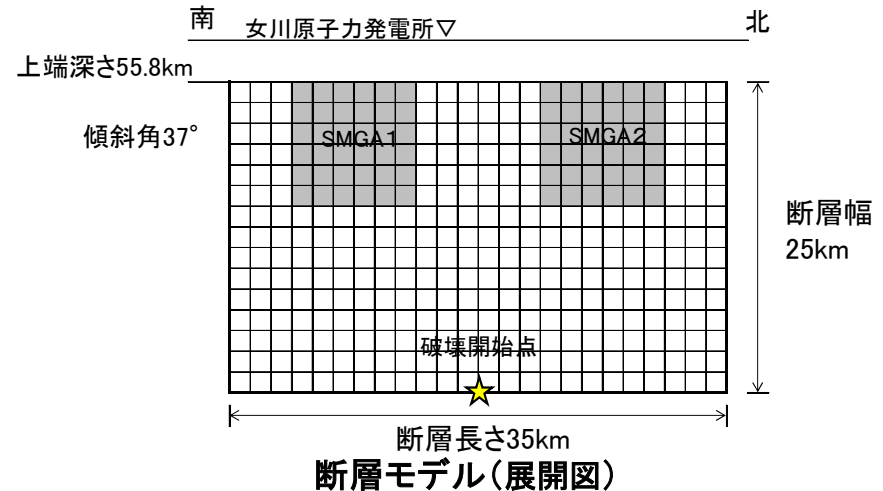 南
北
女川原子力発電所▽
上端深さ55.8km
傾斜角37°
SMGA1
SMGA2
断層幅
25km
破壊開始点
断層長さ35km
断層モデル(展開図)